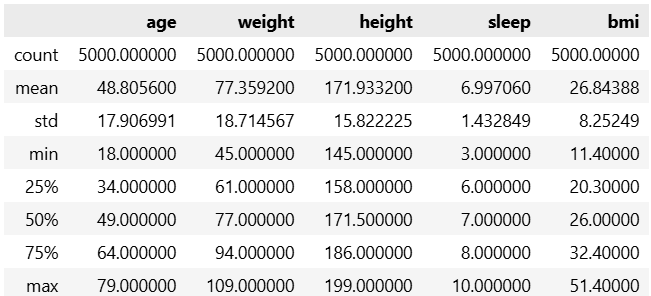 age weight height sleep bmi
count 5000.000000 5000.000000 5000.000000 5000.000000 5000.00000
mean 48.805600 77.359200 171.933200 6.997060 26.84388
std 17.906991 18.714567 15.822225 1.432849 8.25249
min 18.000000 45.000000 145.000000 3.000000 11.40000
25% 34.000000 61.000000 158.000000 6.000000 20.30000
50% 49.000000 77.000000 171.500000 7.000000 26.00000
75% 64.000000 94.000000 186.000000 8.000000 32.40000
max 79.000000 109.000000 199.000000 10.000000 51.40000